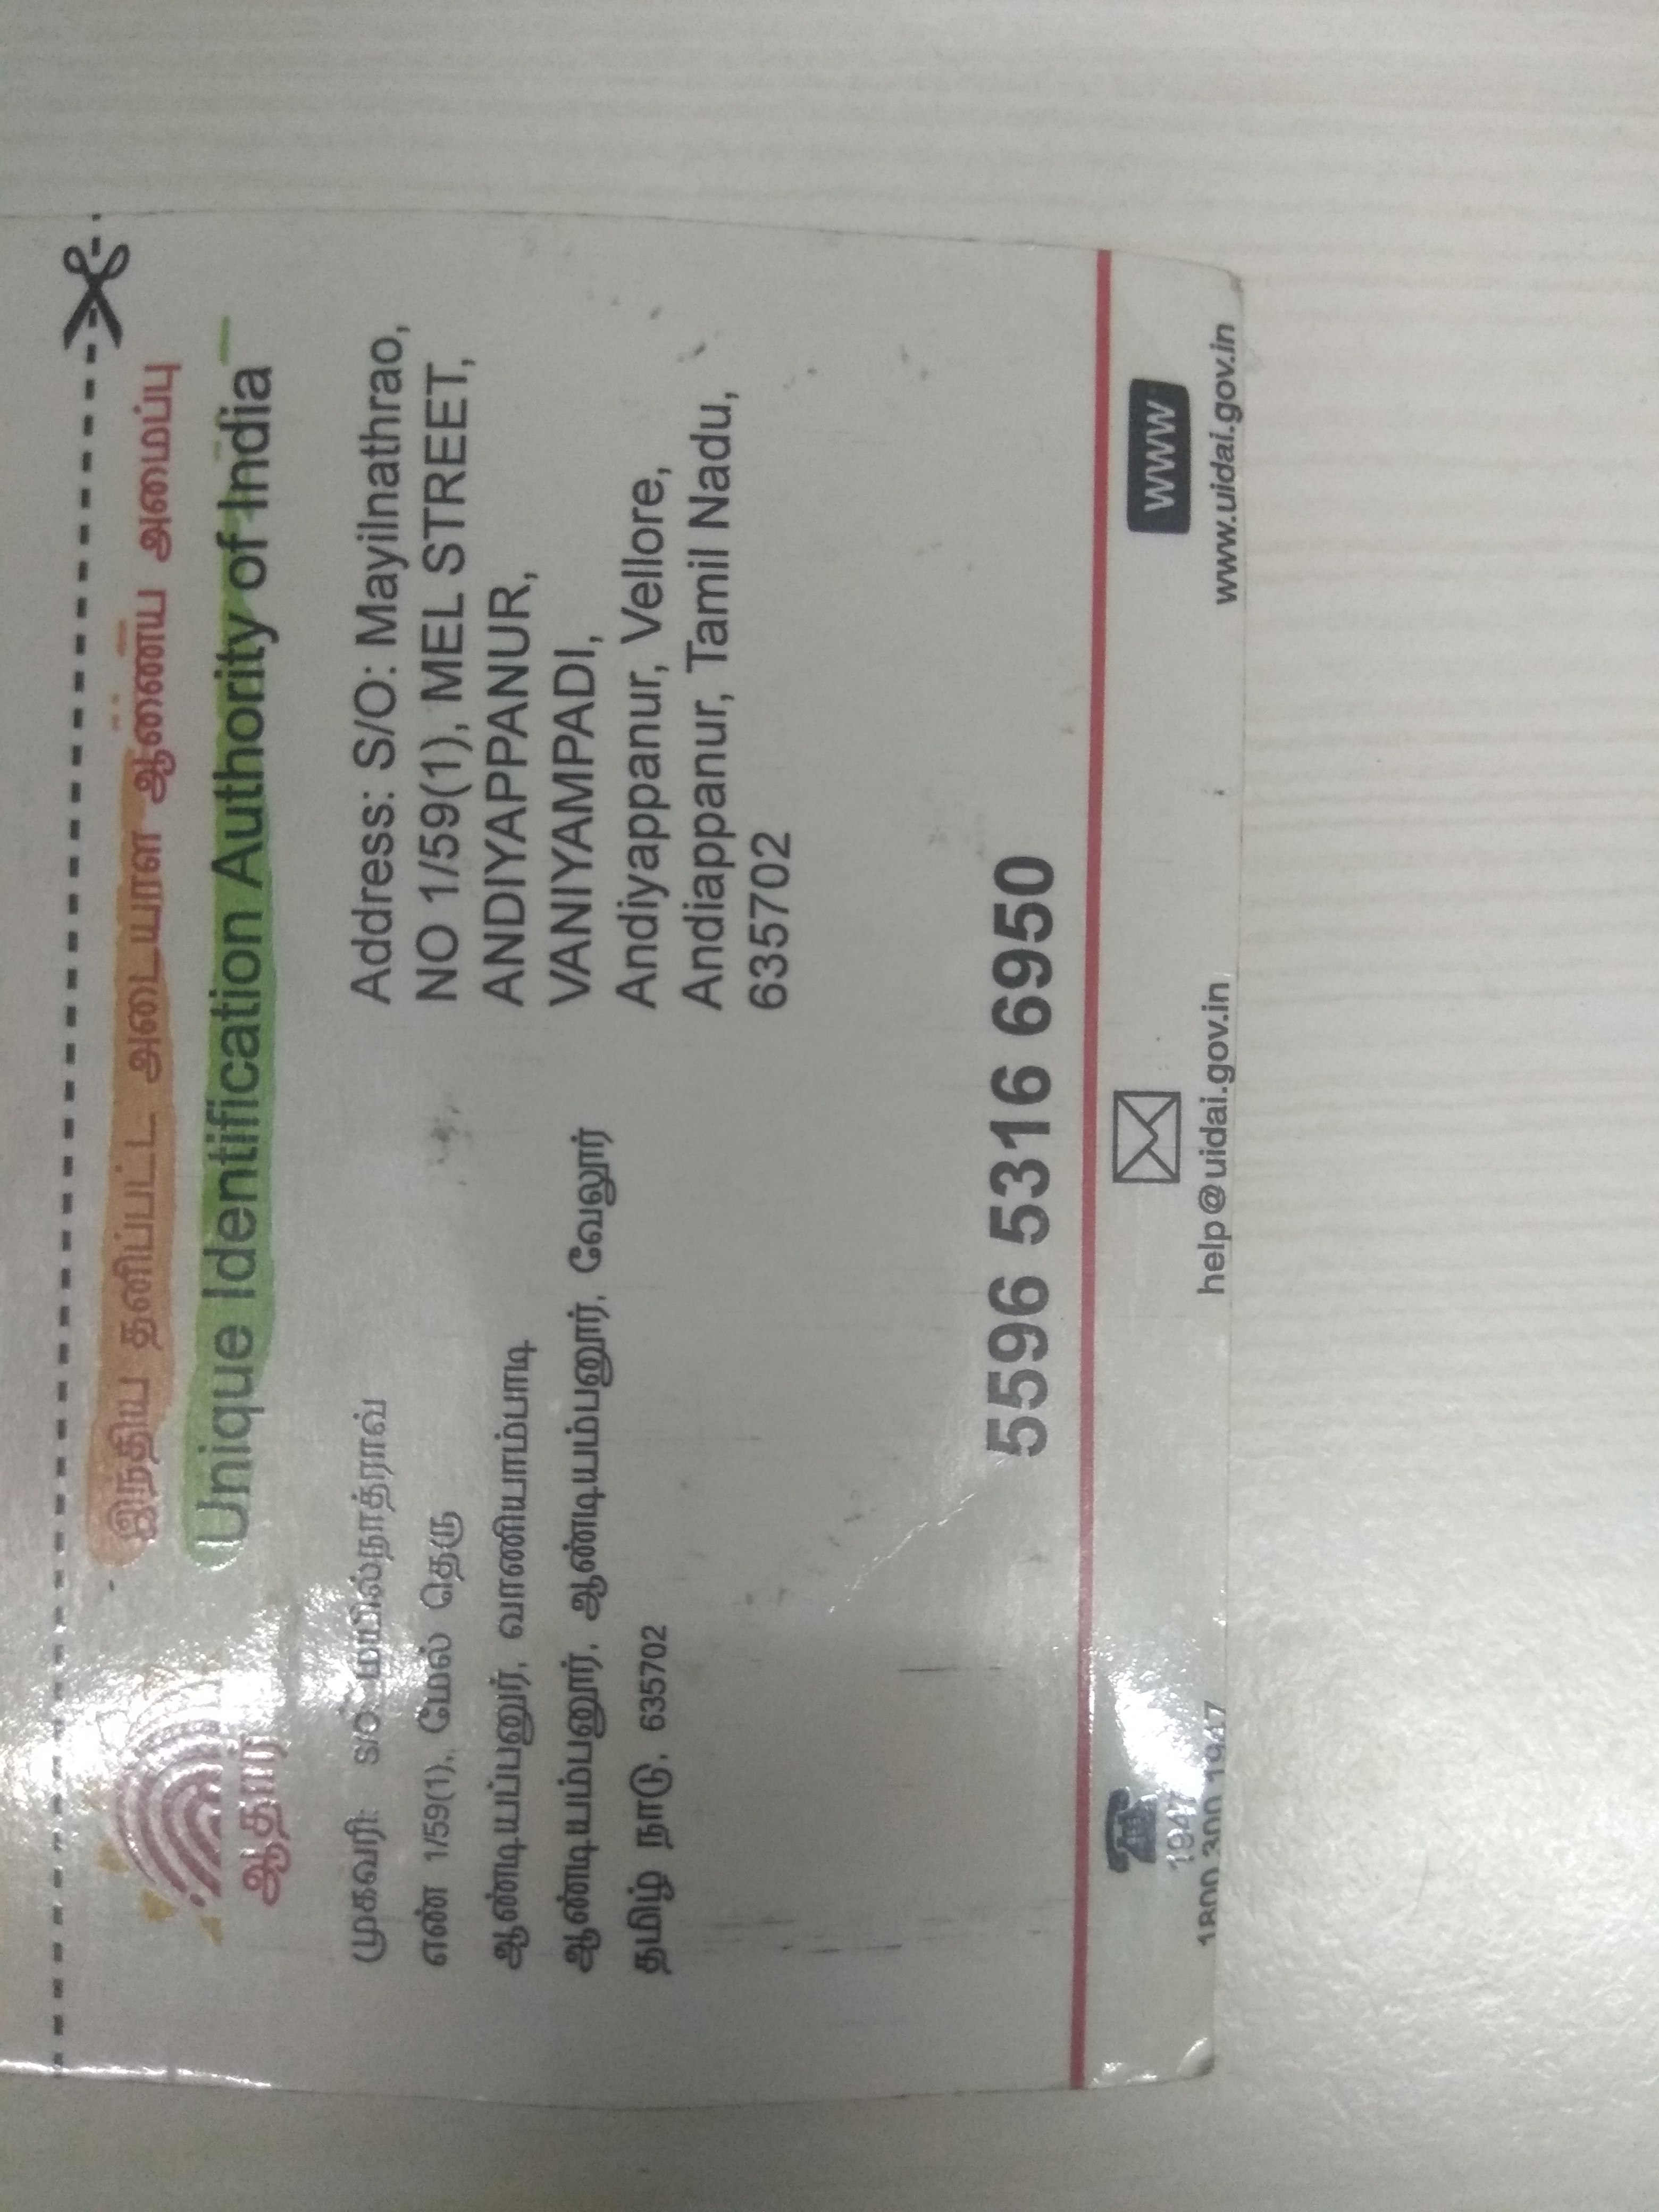 இந்திய தனிப்பட்ட அடையாள ஆணைய அமைப்பு
Unique Identification Authority of India
ஆதார்
முகவரி: S/O: மயில்நாத்ராவ்
எண் 1/59(1), மேல் தெரு
ஆண்டியப்பனுர், வாணியாம்பாடி
ஆண்டியம்பனூர், ஆண்டியம்பனூர், வேலூர்
தமிழ் நாடு, 635702
Address: S/O: Mayilnathrao,
NO 1/59(1), MEL STREET,
ANDIYAPPANUR,
VANIYAMPADI,
Andiyappanur, Vellore,
Andiappanur, Tamil Nadu,
635702
5596 5316 6950
1947
1800 300 1947
help@uidai.gov.in
WWW
www.uidai.gov.in